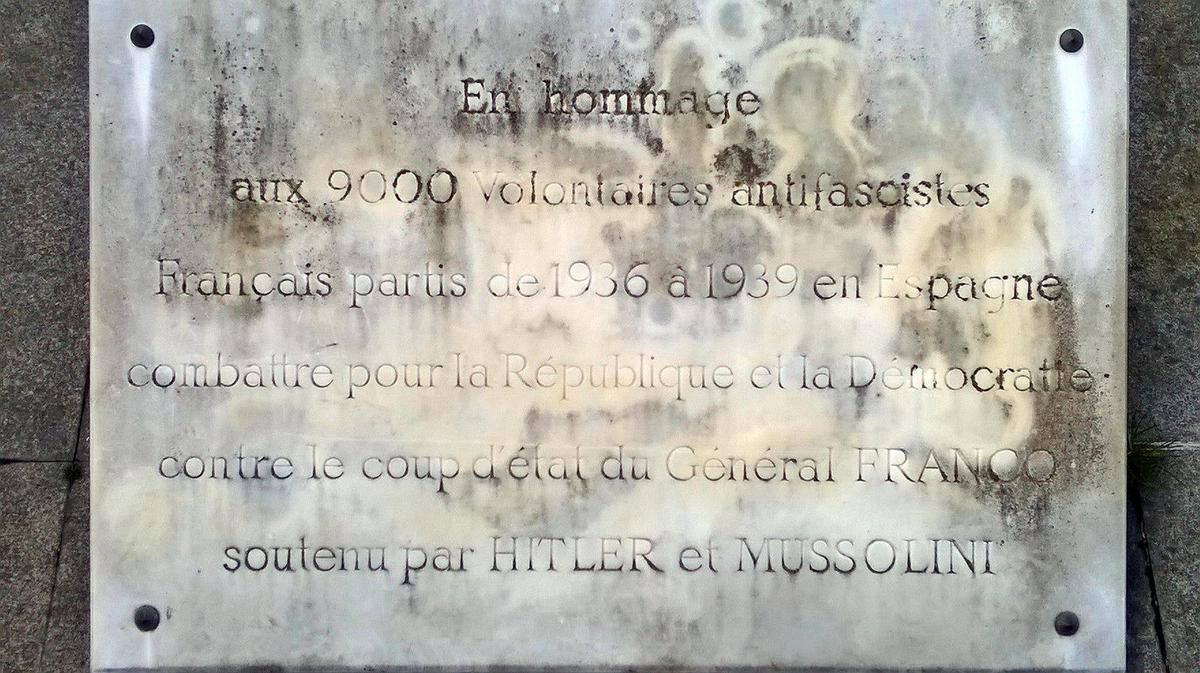 En hommage
aux 9000 Volontaires antifascistes
Français partis de 1936 à 1939 en Espagne
combattre pour la République et la Démocratie
contre le coup d'état du Général FRANCO
soutenu par HITLER et MUSSOLINI